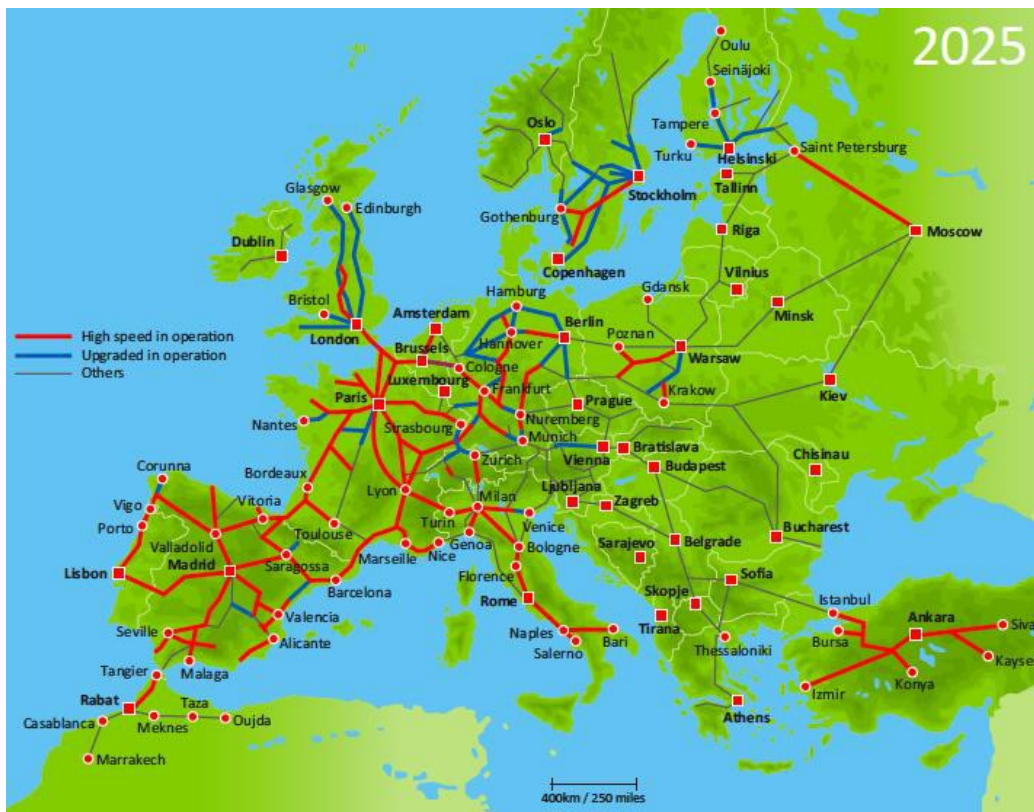 2025
Oulu
Seinäjoki
Oslo
Tampere
Turku
Helsinki
Saint Petersburg
Tallinn
Stockholm
Glasgow
Edinburgh
Gothenburg
Riga
Moscow
Dublin
Copenhagen
Vilnius
Gdansk
Minsk
Hamburg
Bristol
Amsterdam
Berlin
Poznan
High speed in operation
Upgraded in operation
Others
London
Hannover
Brussels
Cologne
Warsaw
Luxembourg
Frankfurt
Krakow
Kiev
Paris
Prague
Nuremberg
Nantes
Strasbourg
Munich
Vienna
Bratislava
Zürich
Budapest
Chisinau
Corunna
Bordeaux
Lyon
Ljubljana
Zagreb
Vigo
Vitoria
Milan
Porto
Turin
Venice
Toulouse
Genoa
Bucharest
Valladolid
Marseille
Nice
Bologne
Sarajevo
Belgrade
Madrid
Saragossa
Florence
Lisbon
Barcelona
Skopje
Sofia
Rome
Istanbul
Ankara
Valencia
Tirana
Bursa
Siva
Seville
Alicante
Naples
Bari
Salerno
Thessaloniki
Kayse
Tangier
Malaga
Konya
Izmir
Rabat
Taza
Athens
Casablanca
Meknes
Oujda
Marrakech
400km / 250 miles